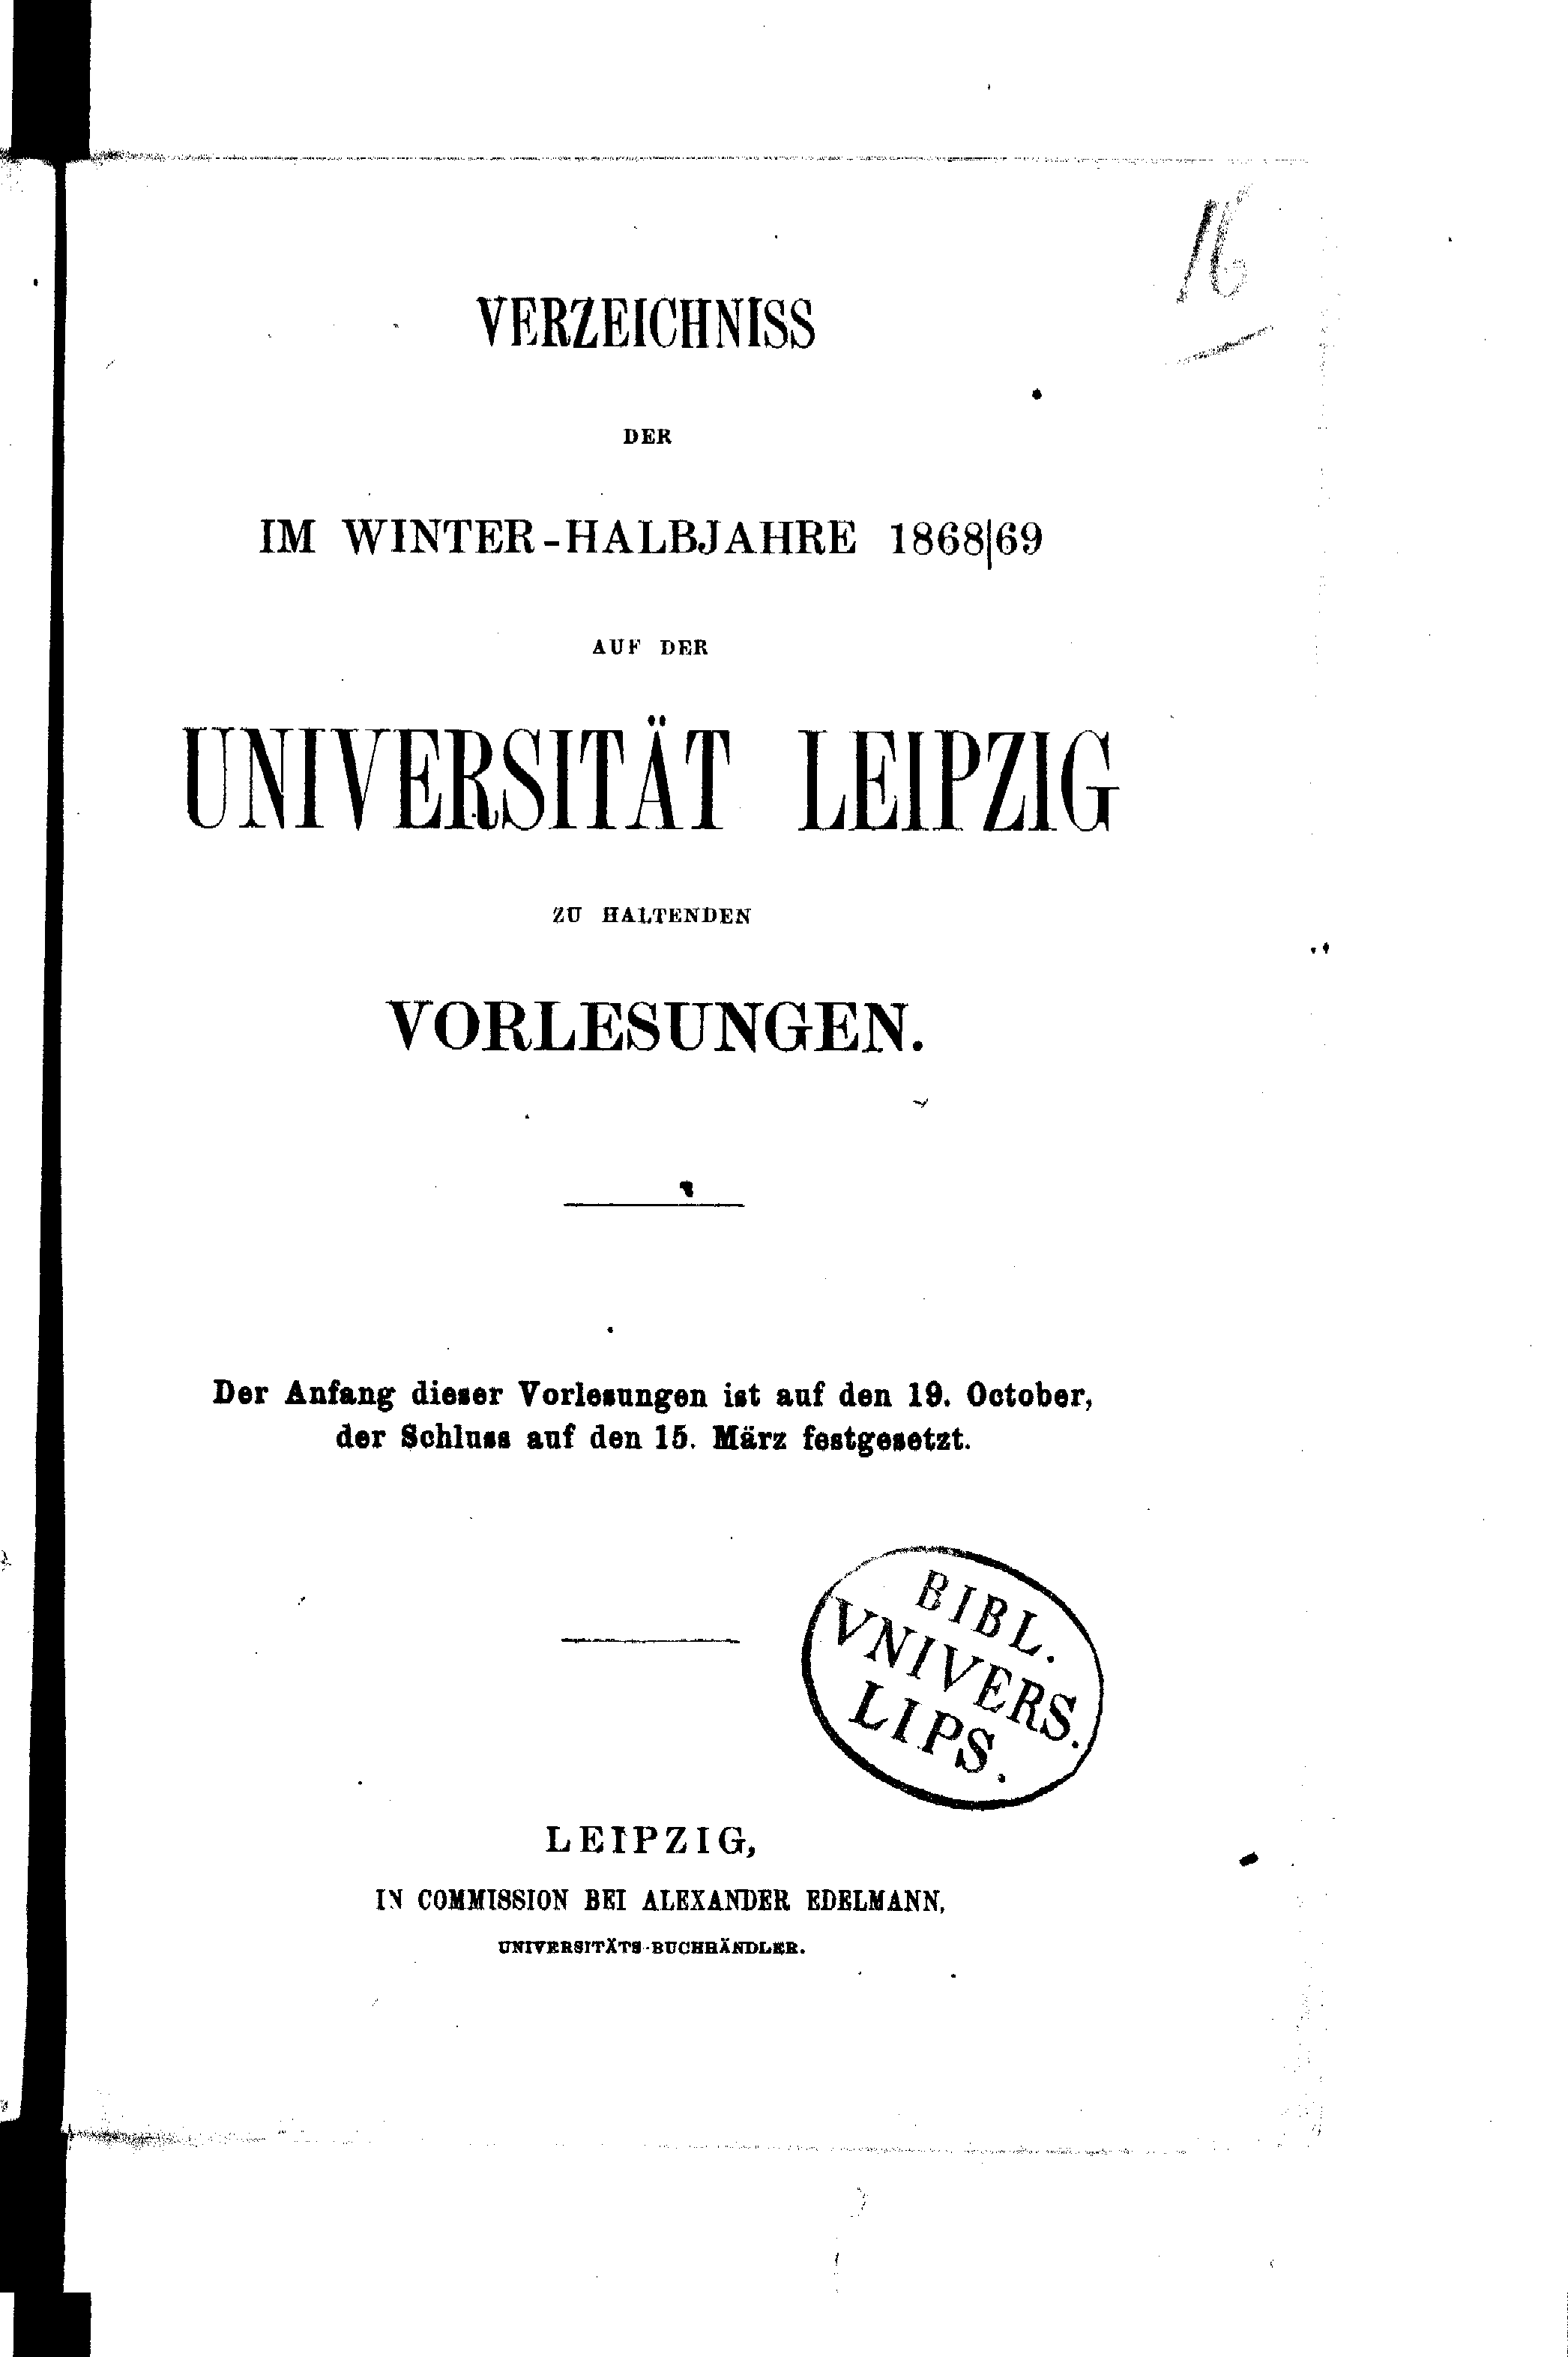 16
VERZEICHNISS
DER
IM WINTER-HALBJAHRE 1868|69
AUF DER
UNIVERSITÄT LEIPZIG
ZU HALTENDEN
VORLESUNGEN.
Der Anfang dieser Vorlesungen ist auf den 19. October,
der Schluss auf den 15. März festgesetzt.
BIBL.
VNIVERS.
LIPS.
LEIPZIG,
IN COMMISSION BEI ALEXANDER EDELMANN,
UNIVERSITÄTS-BUCHHÄNDLER.